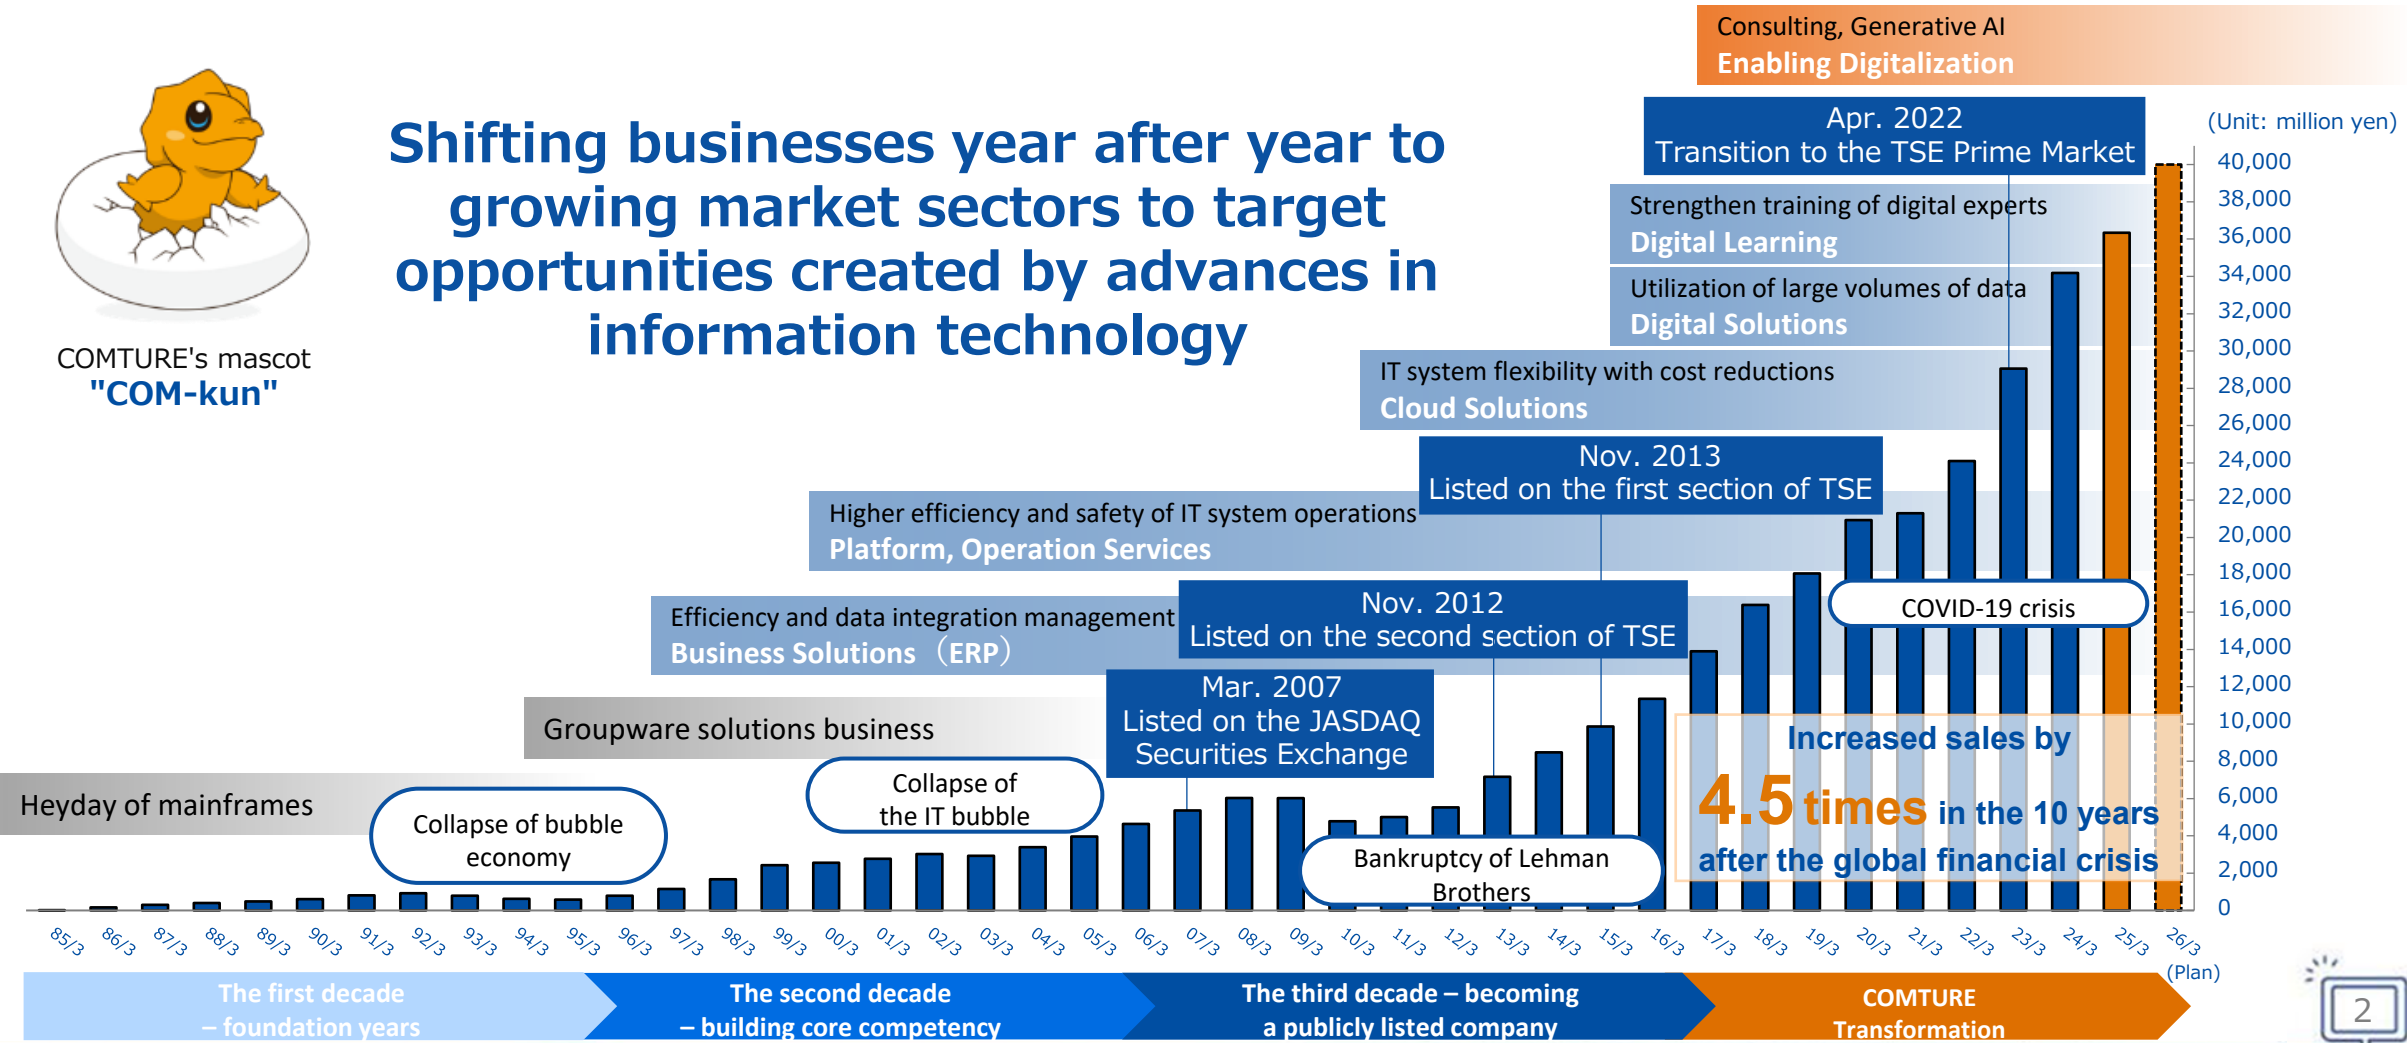 Consulting, Generative AI
Enabling Digitalization
Apr. 2022
Transition to the TSE Prime Market
(Unit: million yen)
Shifting businesses year after year to
growing market sectors to target
opportunities created by advances in
information technology
COMTURE's mascot
"COM-kun"
Strengthen training of digital experts
Digital Learning
Utilization of large volumes of data
Digital Solutions
IT system flexibility with cost reductions
Cloud Solutions
Nov. 2013
Listed on the first section of TSE
Higher efficiency and safety of IT system operations
Platform, Operation Services
Nov. 2012
Listed on the second section of TSE
Efficiency and data integration management
Business Solutions（ERP）
COVID-19 crisis
Mar. 2007
Listed on the JASDAQ
Securities Exchange
Groupware solutions business
Collapse of
the IT bubble
Heyday of mainframes
Collapse of bubble
economy
Bankruptcy of Lehman
Brothers
Increased sales by
4.5 times in the 10 years
after the global financial crisis
40,000
38,000
36,000
34,000
32,000
30,000
28,000
26,000
24,000
22,000
20,000
18,000
16,000
14,000
12,000
10,000
8,000
6,000
4,000
2,000
0
85/3 86/3 87/3 88/3 89/3 90/3 91/3 92/3 93/3 94/3 95/3 96/3 97/3 98/3 99/3 00/3 01/3 02/3 03/3 04/3 05/3 06/3 07/3 08/3 09/3 10/3 11/3 12/3 13/3 14/3 15/3 16/3 17/3 18/3 19/3 20/3 21/3 22/3 23/3 24/3 25/3 26/3
(Plan)
The first decade
– foundation years
The second decade
– building core competency
The third decade – becoming
a publicly listed company
COMTURE
Transformation
2